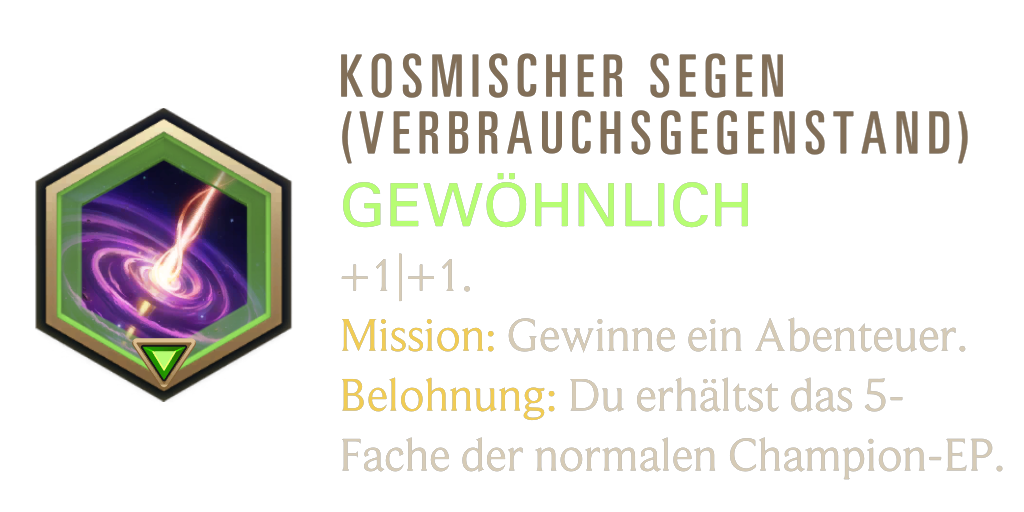 KOSMISCHER SEGEN
(VERBRAUCHSGEGENSTAND)
GEWÖHNLICH
+1|+1.
Mission: Gewinne ein Abenteuer.
Belohnung: Du erhältst das 5-
Fache der normalen Champion-EP.